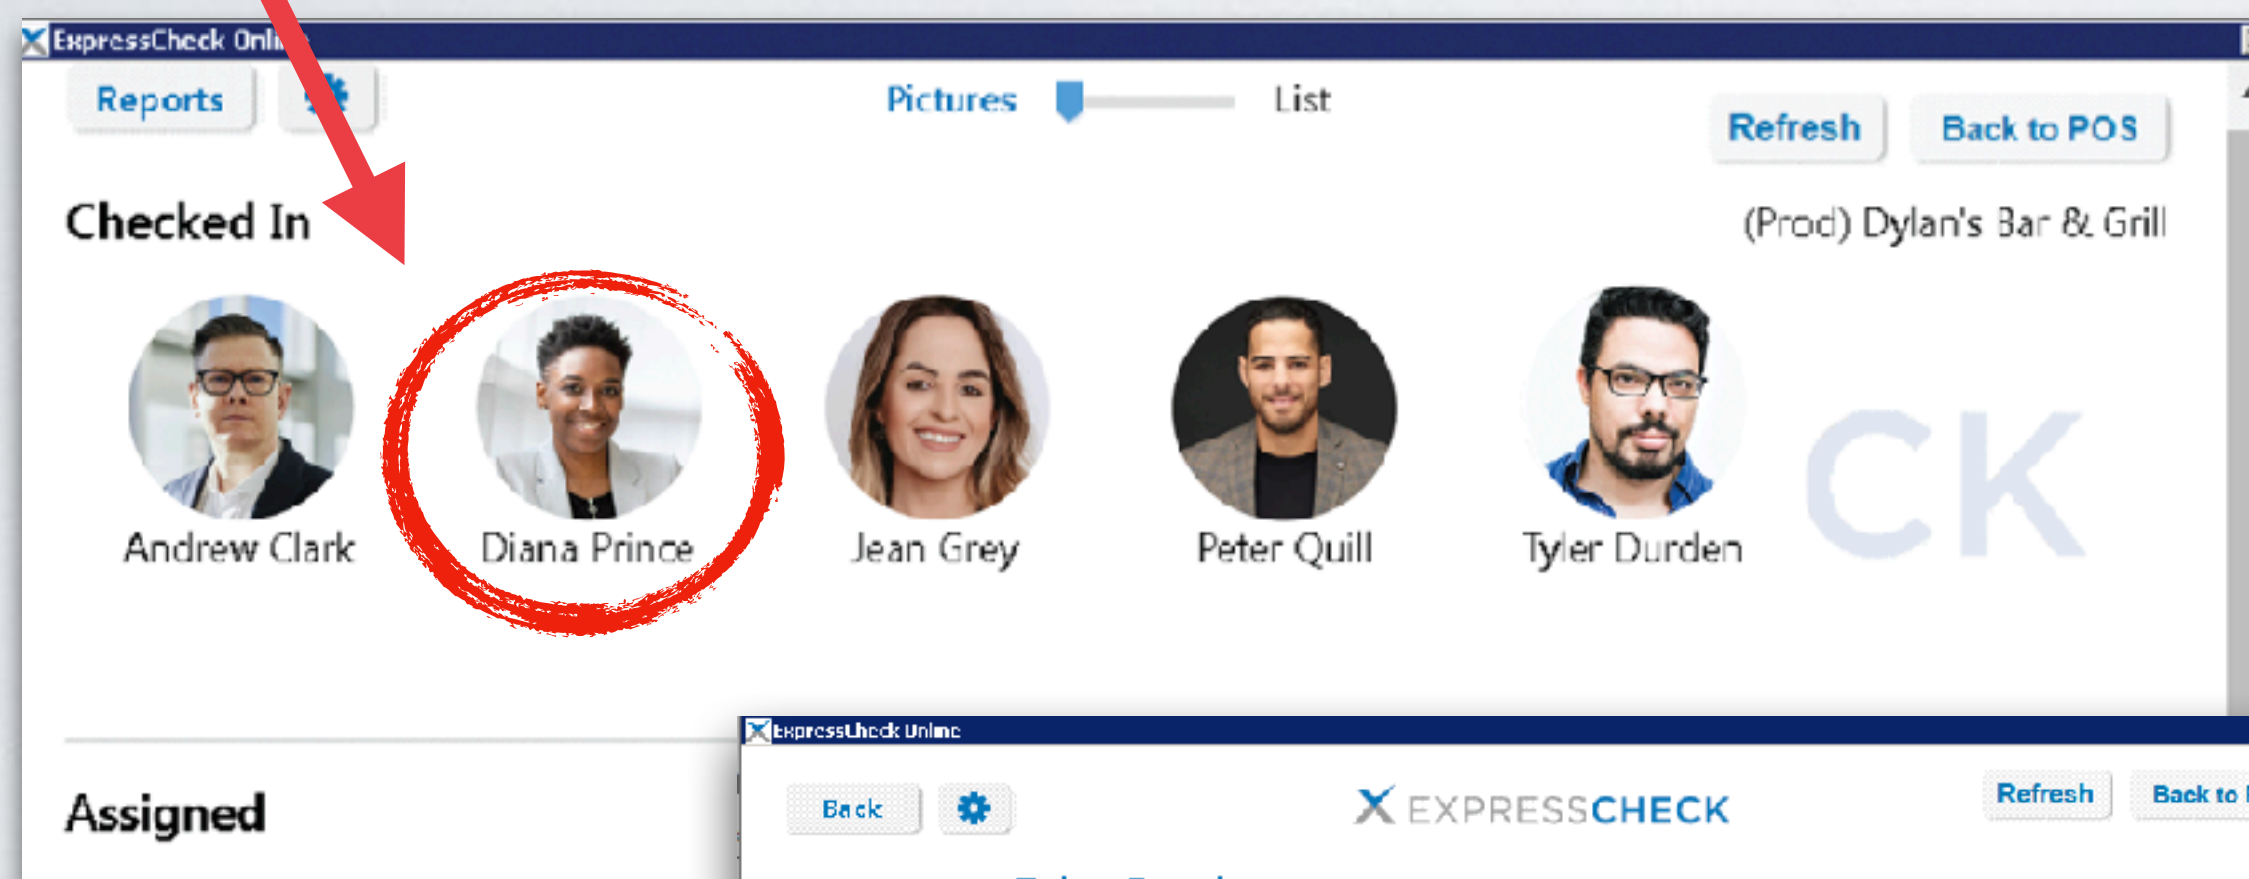 ExpressCheck Online
Reports
Pictures List
Refresh Back to POS
Checked In
(Prod) Dylan's Bar & Grill
Andrew Clark Diana Prince Jean Grey Peter Quill Tyler Durden
CK
ExpressCheck Online
Assigned
Back
EXPRESSCHECK
Refresh Back to